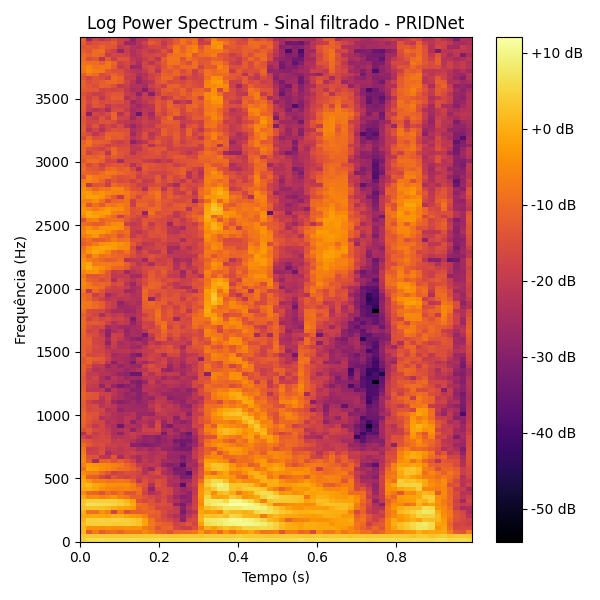 Log Power Spectrum - Sinal filtrado - PRIDNet
+10 dB
+0 dB
-10 dB
-20 dB
-30 dB
-40 dB
-50 dB
Frequência (Hz)
3500
3000
2500
2000
1500
1000
500
0
0.0 0.2 0.4 0.6 0.8
Tempo (s)